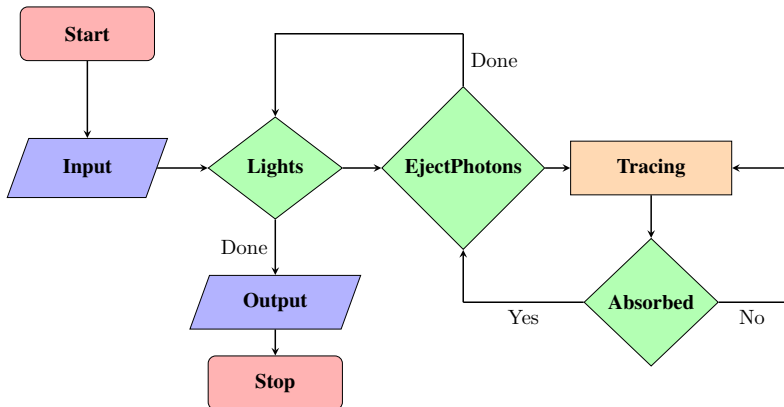 Start
Done
Input
Lights
EjectPhotons
Tracing
Done
Output
Absorbed
Yes
No
Stop